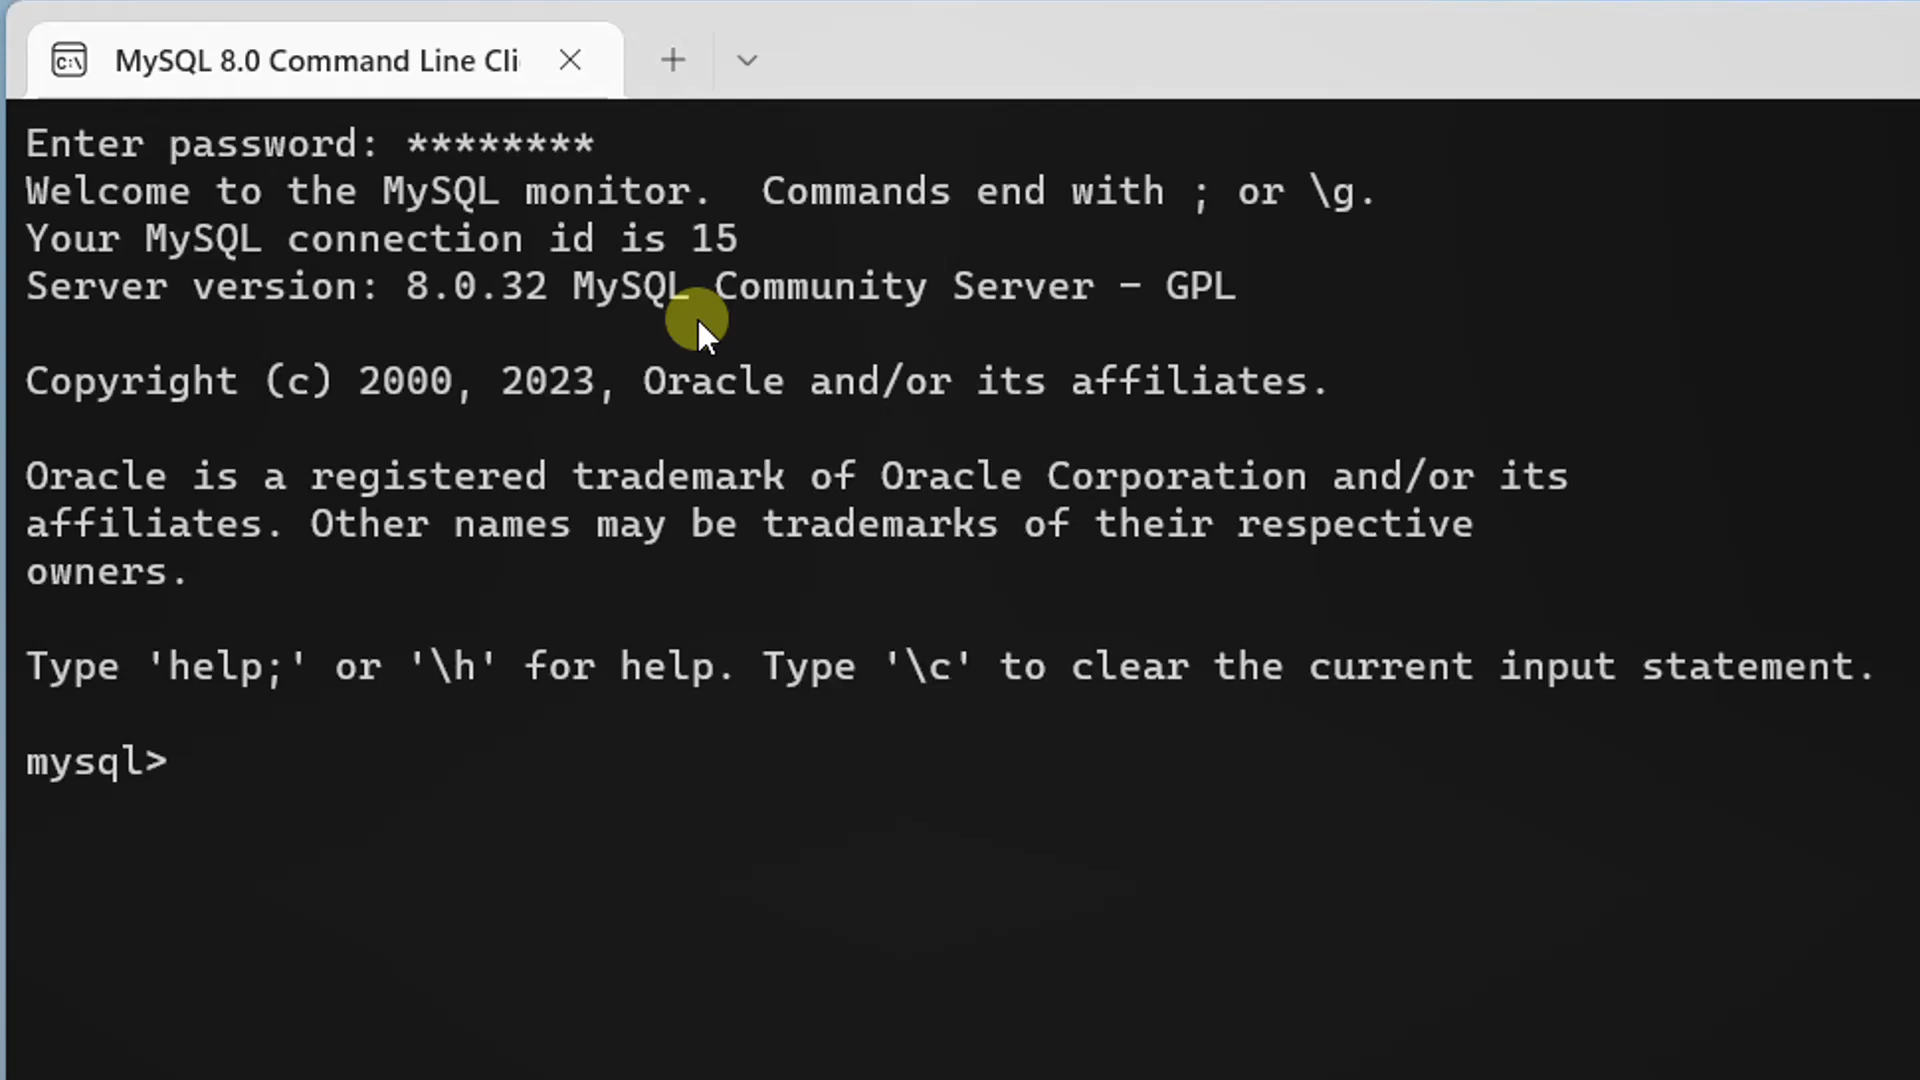 MySQL 8.0 Command Line Cli
Enter password: ********
Welcome to the MySQL monitor.  Commands end with ; or \g.
Your MySQL connection id is 15
Server version: 8.0.32 MySQL Community Server - GPL
Copyright (c) 2000, 2023, Oracle and/or its affiliates.
Oracle is a registered trademark of Oracle Corporation and/or its
affiliates. Other names may be trademarks of their respective
owners.
Type 'help;' or '\h' for help. Type '\c' to clear the current input statement.
mysql>